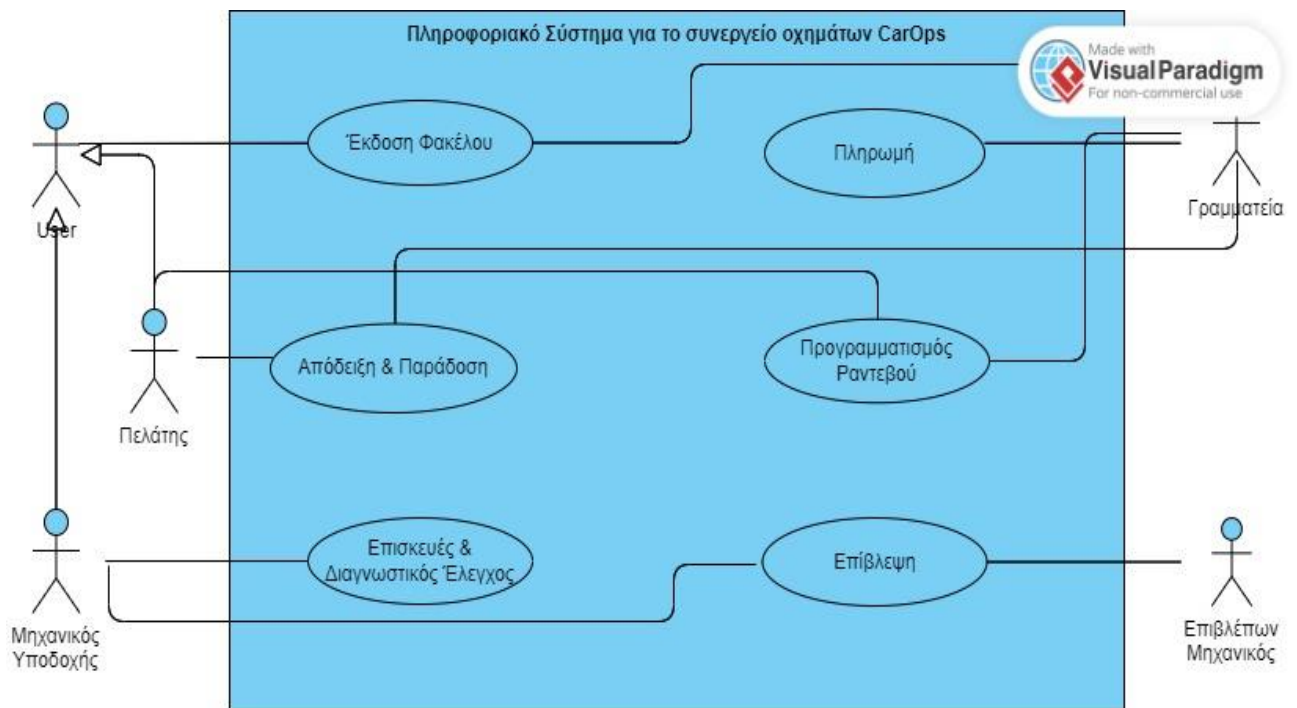 Πληροφοριακό Σύστημα για το συνεργείο οχημάτων CarOps
Made with
Visual Paradigm
For non-commercial use
Έκδοση Φακέλου
Πληρωμή
User
Γραμματεία
Απόδειξη & Παράδοση
Προγραμματισμός
Ραντεβού
Πελάτης
Επισκευές &
Διαγνωστικός Έλεγχος
Επίβλεψη
Μηχανικός
Υποδοχής
Επιβλέπων
Μηχανικός